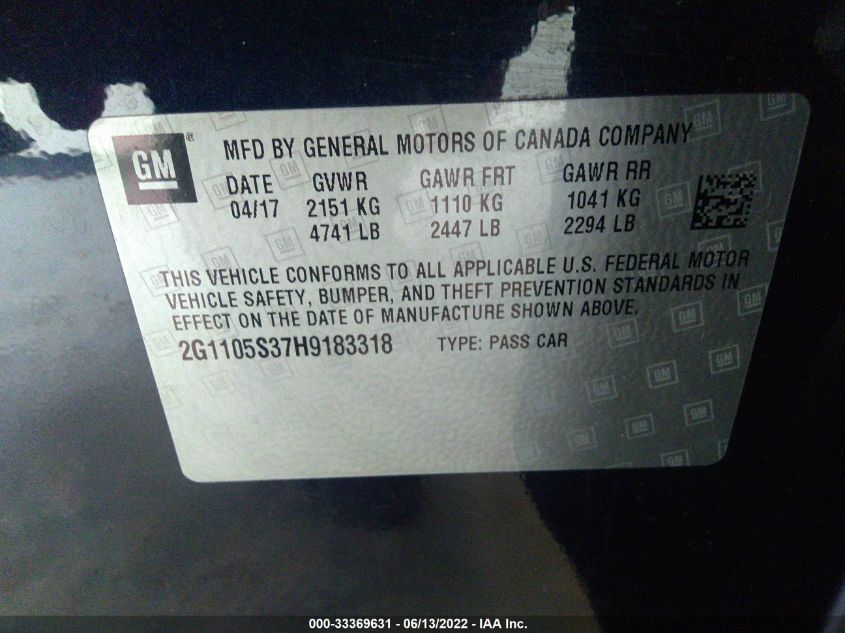 GM ® MFD BY GENERAL MOTORS OF CANADA COMPANY
DATE GVWR GAWR FRT GAWR RR
04/17 2151 KG 1110 KG 1041 KG
4741 LB 2447 LB 2294 LB
THIS VEHICLE CONFORMS TO ALL APPLICABLE U.S. FEDERAL MOTOR
VEHICLE SAFETY, BUMPER, AND THEFT PREVENTION STANDARDS IN
EFFECT ON THE DATE OF MANUFACTURE SHOWN ABOVE.
2G1105S37H9183318 TYPE: PASS CAR
000-33369631 - 06/13/2022 - IAA Inc.